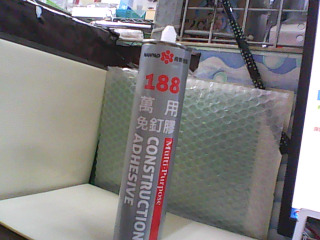 188
萬用
免釘膠
Multi-Purpose
CONSTRUCTION
ADHESIVE